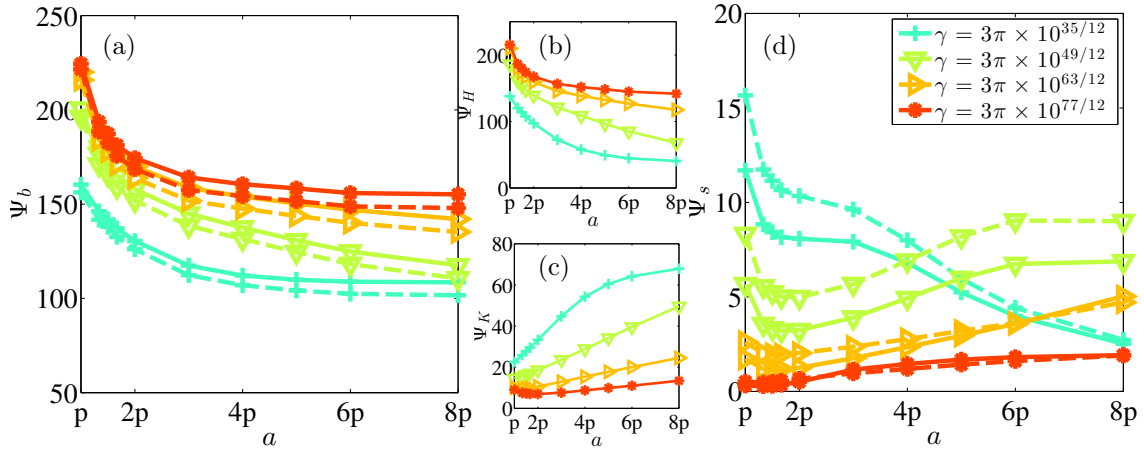 (a)
250
200
150
100
50
Ψ_b
p 2p 4p 6p 8p
a
(b)
200
100
0
Ψ_H
p 2p 4p 6p 8p
a
(c)
80
60
40
20
0
Ψ_K
p 2p 4p 6p 8p
a
(d)
20
15
10
5
0
Ψ_s
p 2p 4p 6p 8p
a
γ = 3π × 10^{35/12}
γ = 3π × 10^{49/12}
γ = 3π × 10^{63/12}
γ = 3π × 10^{77/12}